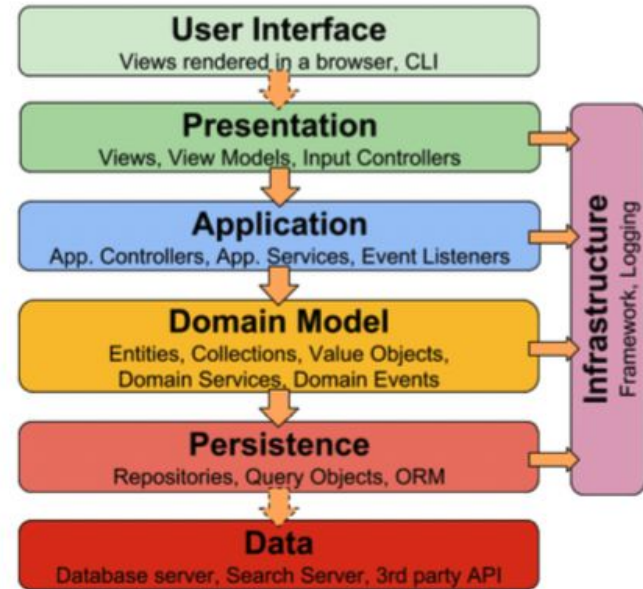 User Interface
Views rendered in a browser, CLI
Presentation
Views, View Models, Input Controllers
Application
App. Controllers, App. Services, Event Listeners
Domain Model
Entities, Collections, Value Objects,
Domain Services, Domain Events
Persistence
Repositories, Query Objects, ORM
Data
Database server, Search Server, 3rd party API
Infrastructure
Framework, Logging